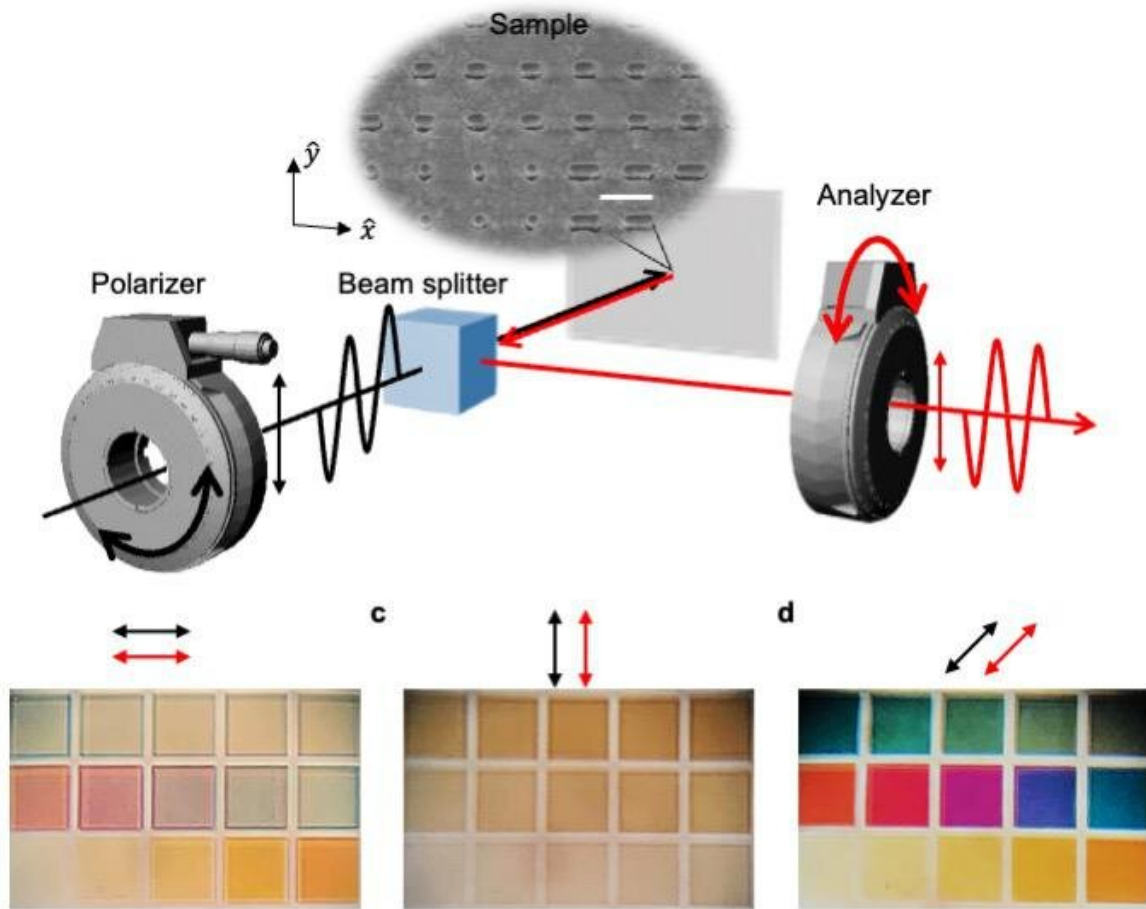 Sample
ŷ
x̂
Analyzer
Polarizer
Beam splitter
c
d